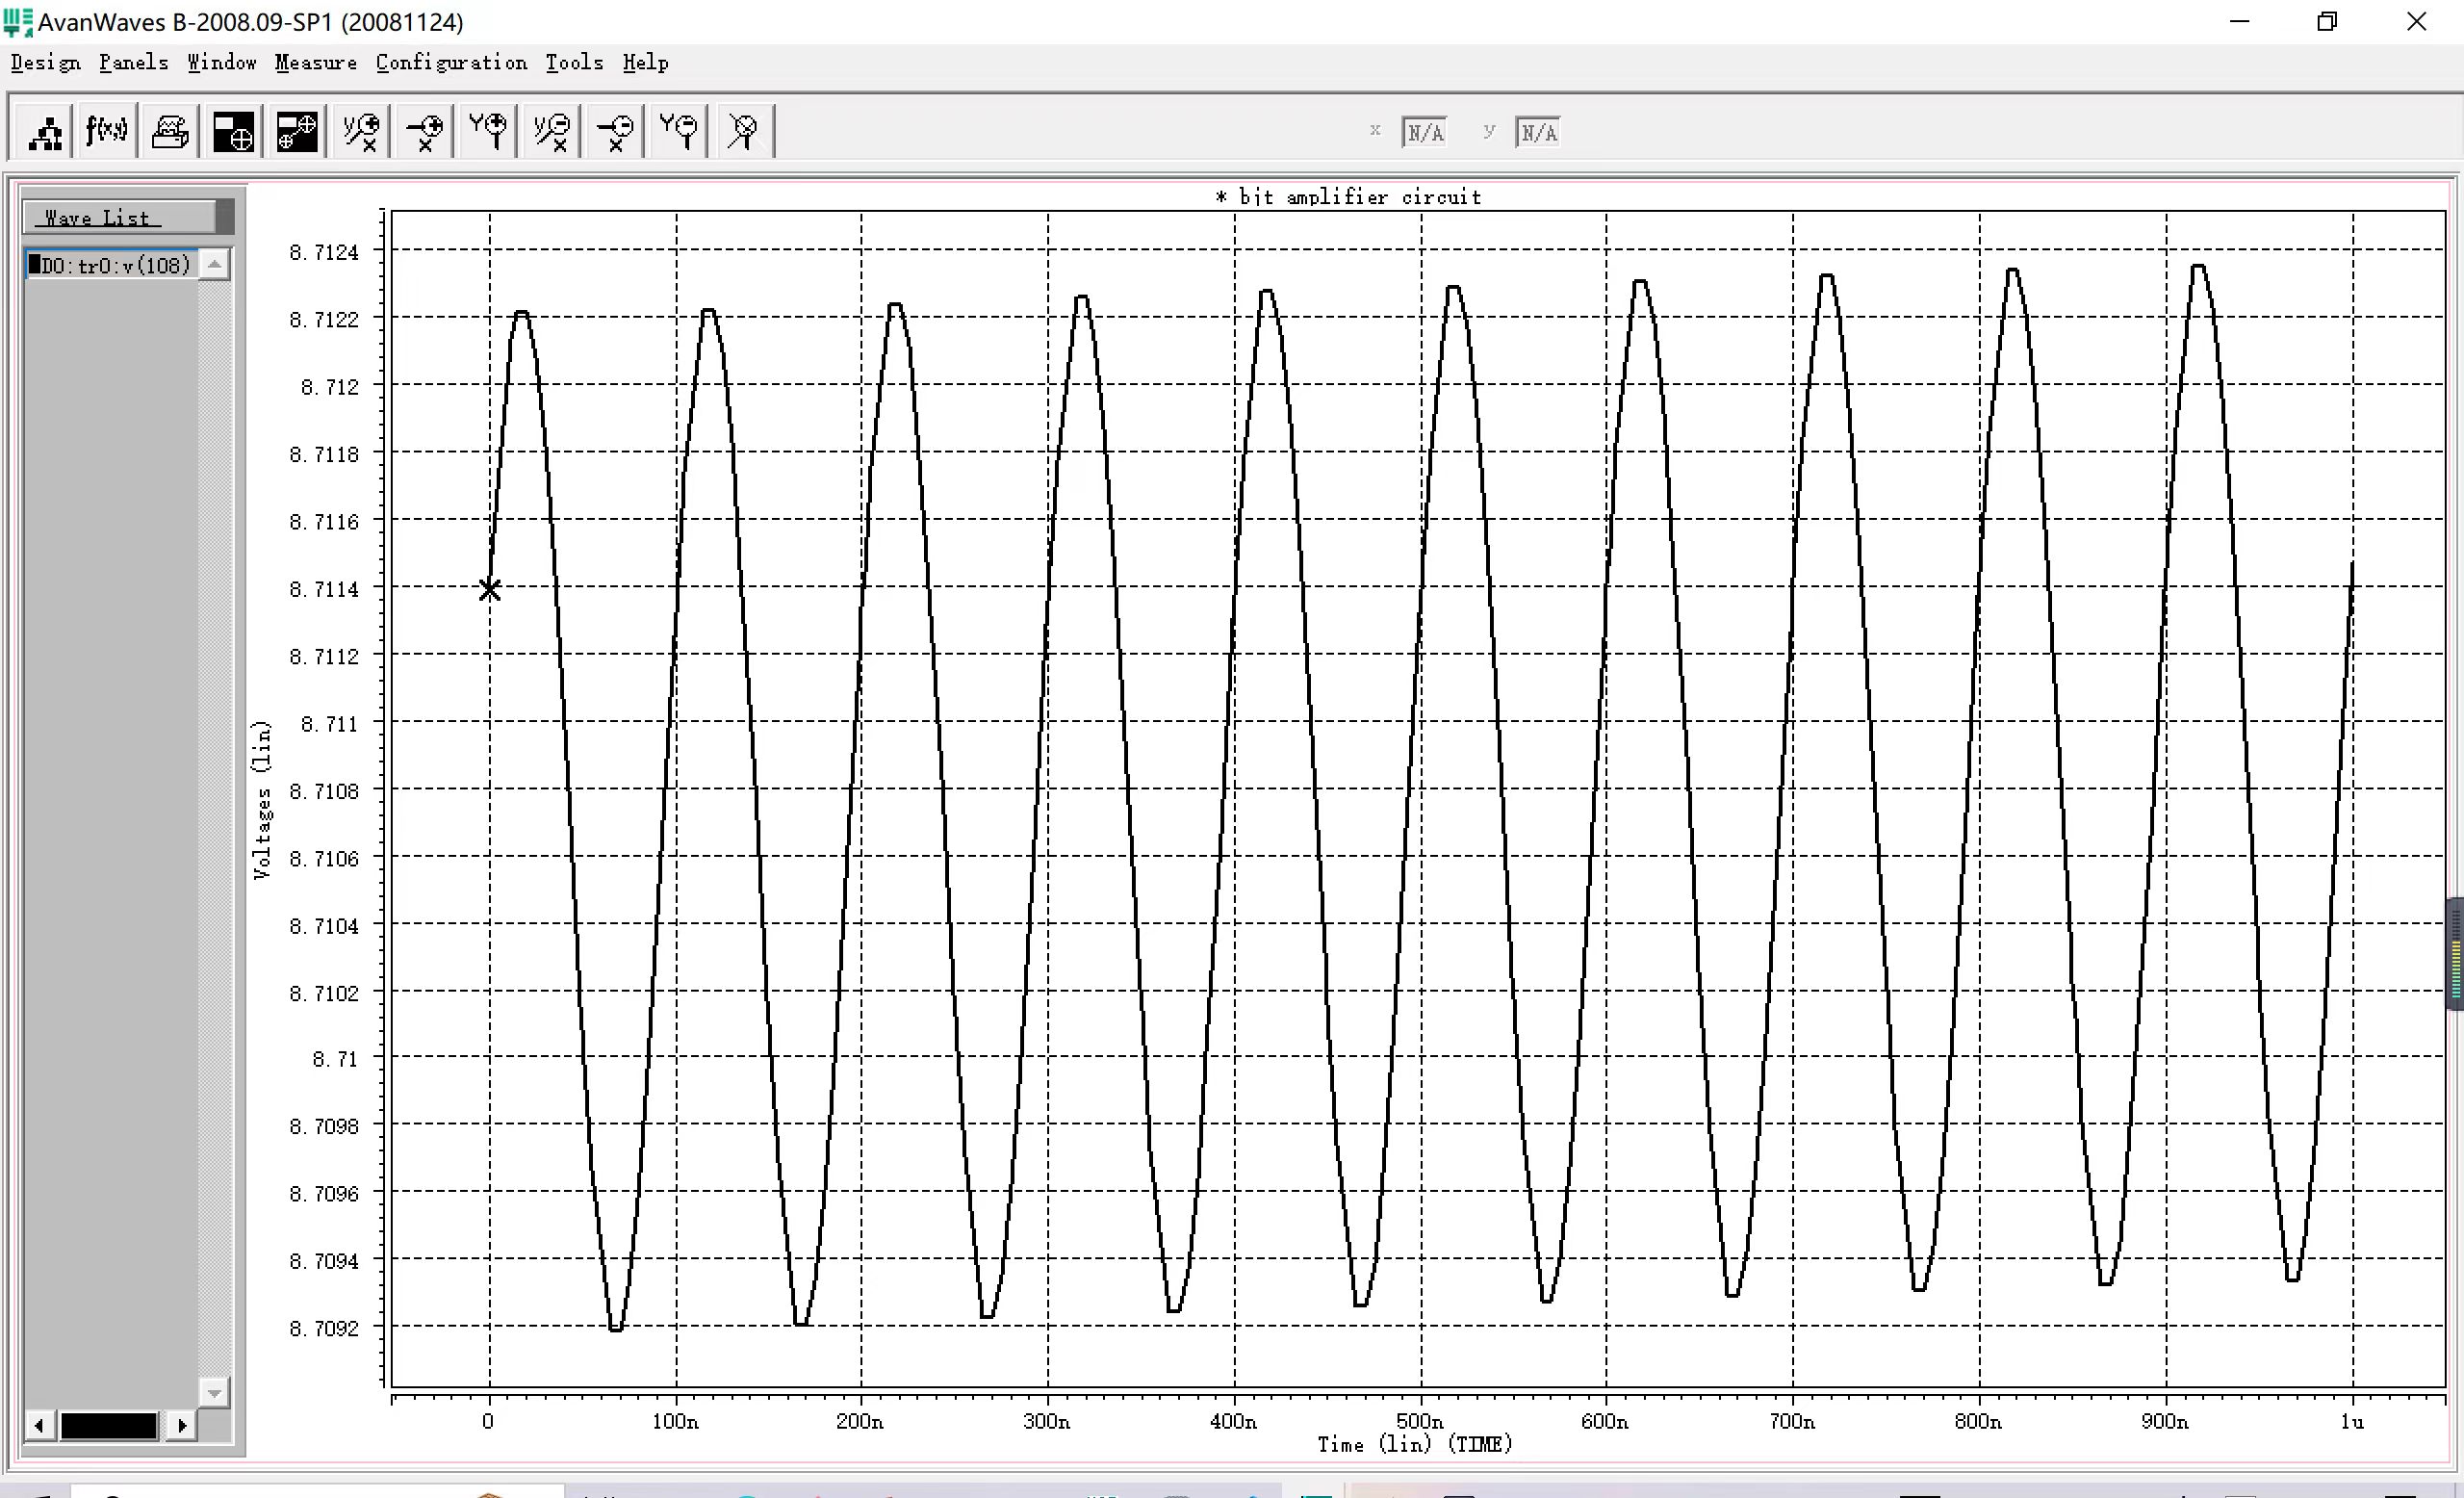 AvanWaves B-2008.09-SP1 (20081124)
Design Panels Window Measure Configuration Tools Help
f(x,y)
x N/A y N/A
Wave List
D0:tr0:v(108)
* bjt amplifier circuit
Voltages (lin)
8.7124
8.7122
8.712
8.7118
8.7116
8.7114
8.7112
8.711
8.7108
8.7106
8.7104
8.7102
8.71
8.7098
8.7096
8.7094
8.7092
0 100n 200n 300n 400n 500n 600n 700n 800n 900n 1u
Time (lin) (TIME)